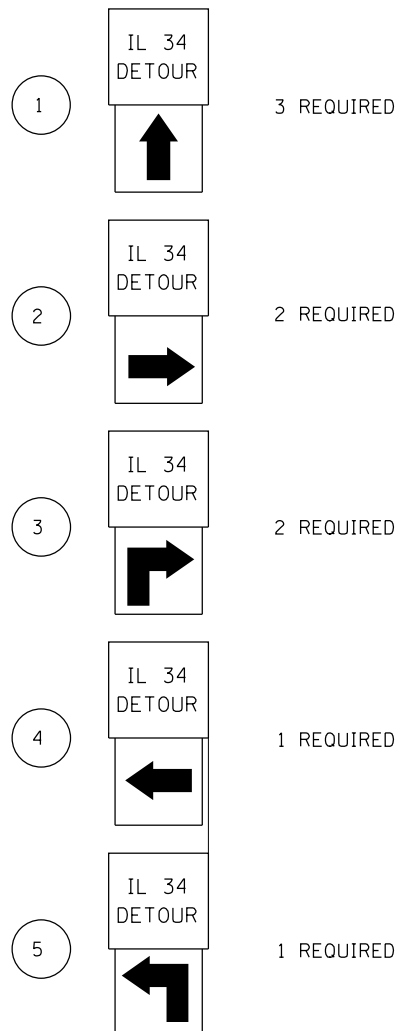 IL 34
DETOUR
1
3 REQUIRED
IL 34
DETOUR
2
2 REQUIRED
IL 34
DETOUR
3
2 REQUIRED
IL 34
DETOUR
4
1 REQUIRED
IL 34
DETOUR
5
1 REQUIRED